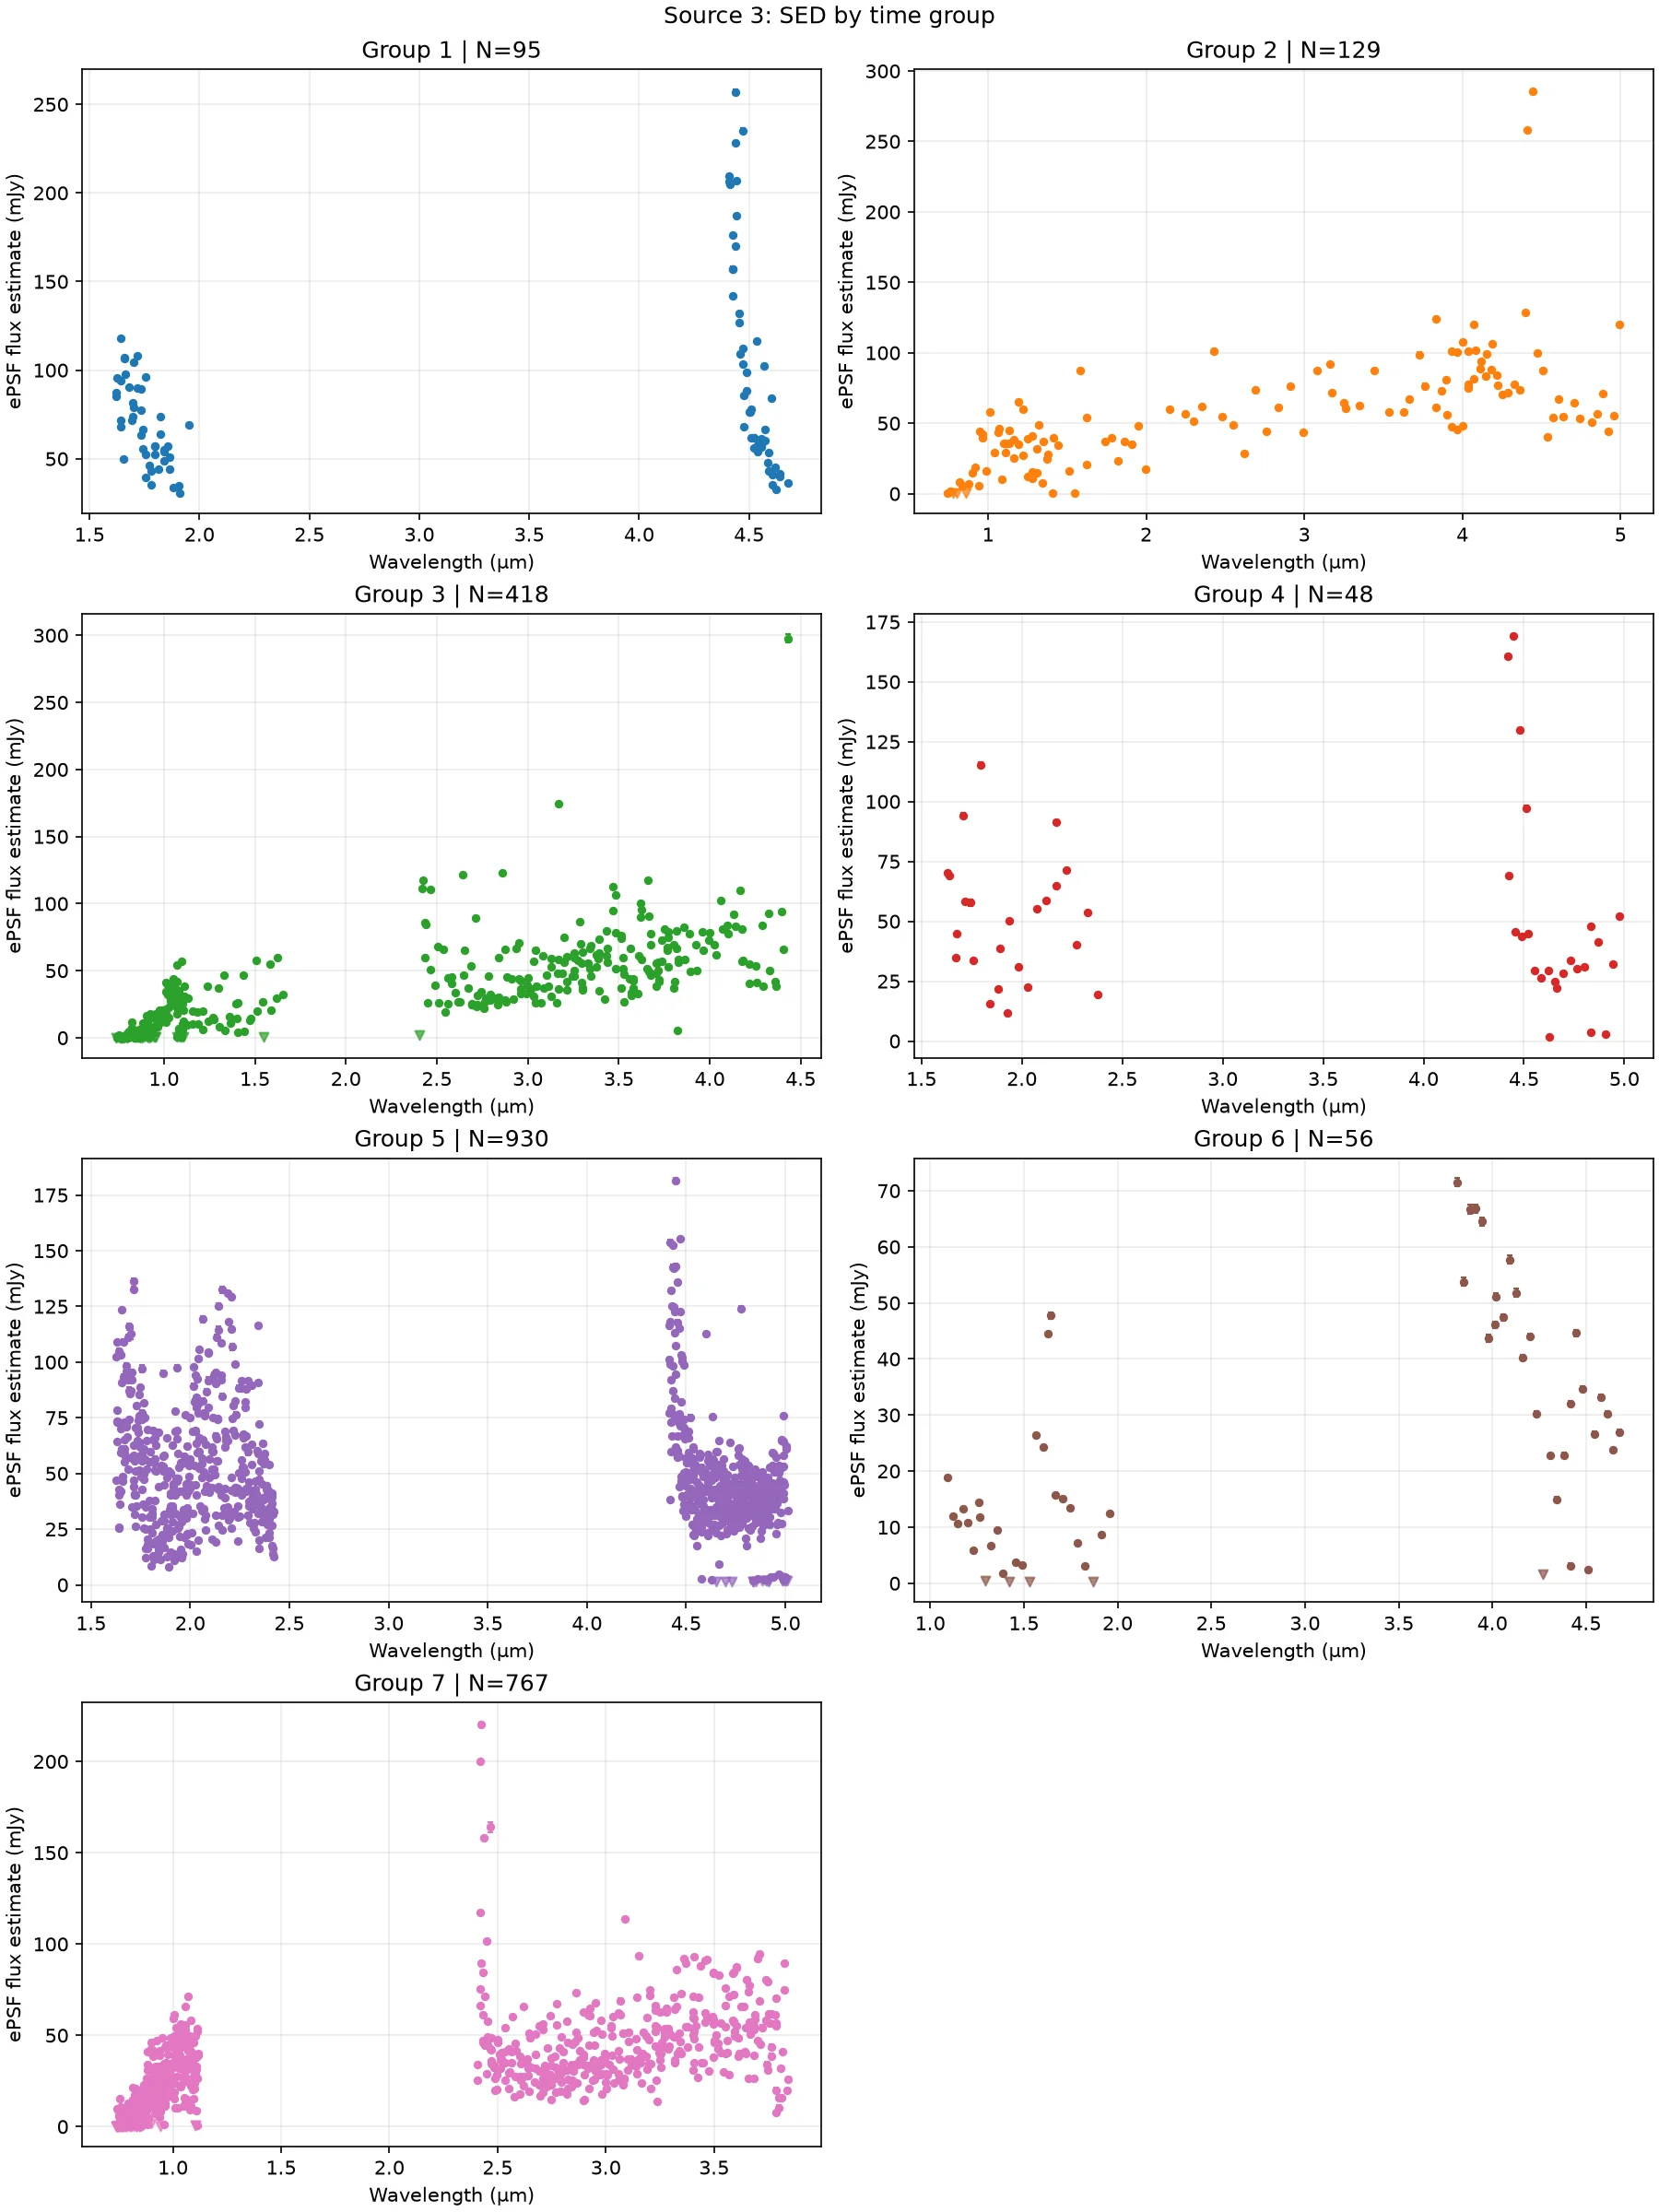 Source 3: SED by time group
Group 1 | N=95
250
200
150
100
50
ePSF flux estimate (mJy)
1.5 2.0 2.5 3.0 3.5 4.0 4.5
Wavelength (µm)
Group 2 | N=129
300
250
200
150
100
50
0
ePSF flux estimate (mJy)
1 2 3 4 5
Wavelength (µm)
Group 3 | N=418
300
250
200
150
100
50
0
ePSF flux estimate (mJy)
1.0 1.5 2.0 2.5 3.0 3.5 4.0 4.5
Wavelength (µm)
Group 4 | N=48
175
150
125
100
75
50
25
0
ePSF flux estimate (mJy)
1.5 2.0 2.5 3.0 3.5 4.0 4.5 5.0
Wavelength (µm)
Group 5 | N=930
175
150
125
100
75
50
25
0
ePSF flux estimate (mJy)
1.5 2.0 2.5 3.0 3.5 4.0 4.5 5.0
Wavelength (µm)
Group 6 | N=56
70
60
50
40
30
20
10
0
ePSF flux estimate (mJy)
1.0 1.5 2.0 2.5 3.0 3.5 4.0 4.5
Wavelength (µm)
Group 7 | N=767
200
150
100
50
0
ePSF flux estimate (mJy)
1.0 1.5 2.0 2.5 3.0 3.5
Wavelength (µm)